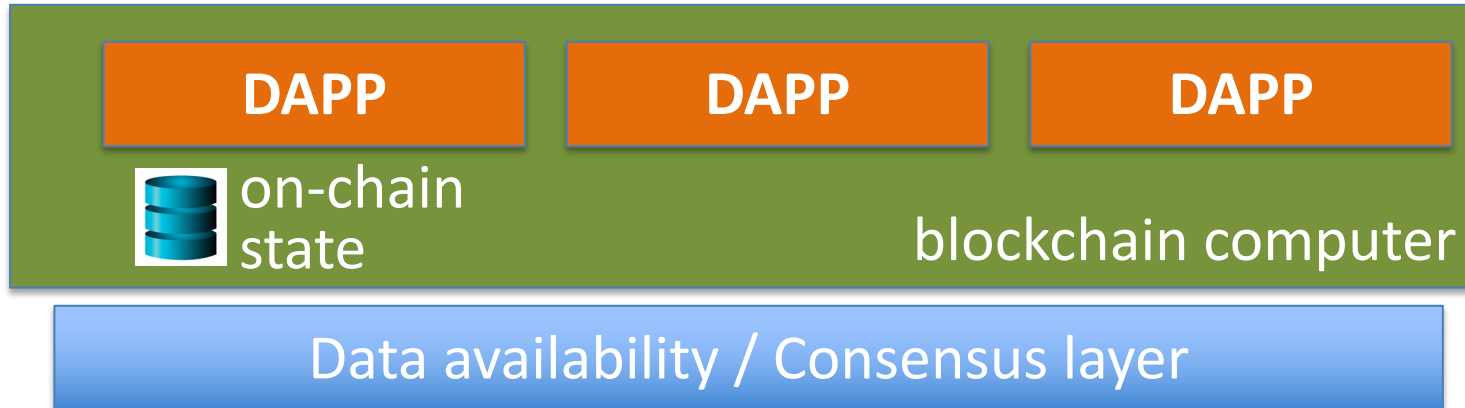 DAPP
DAPP
DAPP
on-chain
state
blockchain computer
Data availability / Consensus layer